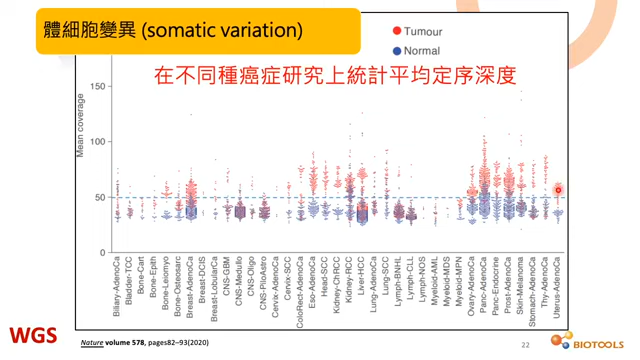 體細胞變異 (somatic variation)
Tumour
Normal
在不同種癌症研究上統計平均定序深度
Mean coverage
150
100
50
0
Biliary-AdenoCa
Bladder-TCC
Bone-Cart
Bone-Epith
Bone-Leiomyo
Bone-Osteosarc
Breast-AdenoCa
Breast-DCIS
Breast-LobularCa
CNS-GBM
CNS-Medullo
CNS-Oligo
CNS-PiloAstro
Cervix-AdenoCa
Cervix-SCC
ColoRect-AdenoCa
Eso-AdenoCa
Head-SCC
Kidney-ChRCC
Kidney-RCC
Liver-HCC
Lung-AdenoCa
Lung-SCC
Lymph-BNHL
Lymph-CLL
Lymph-NOS
Myeloid-AML
Myeloid-MDS
Myeloid-MPN
Ovary-AdenoCa
Panc-AdenoCa
Panc-Endocrine
Prost-AdenoCa
Skin-Melanoma
Stomach-AdenoCa
Thy-AdenoCa
Uterus-AdenoCa
WGS
Nature volume 578, pages82–93(2020)
22
BIOTOOLS